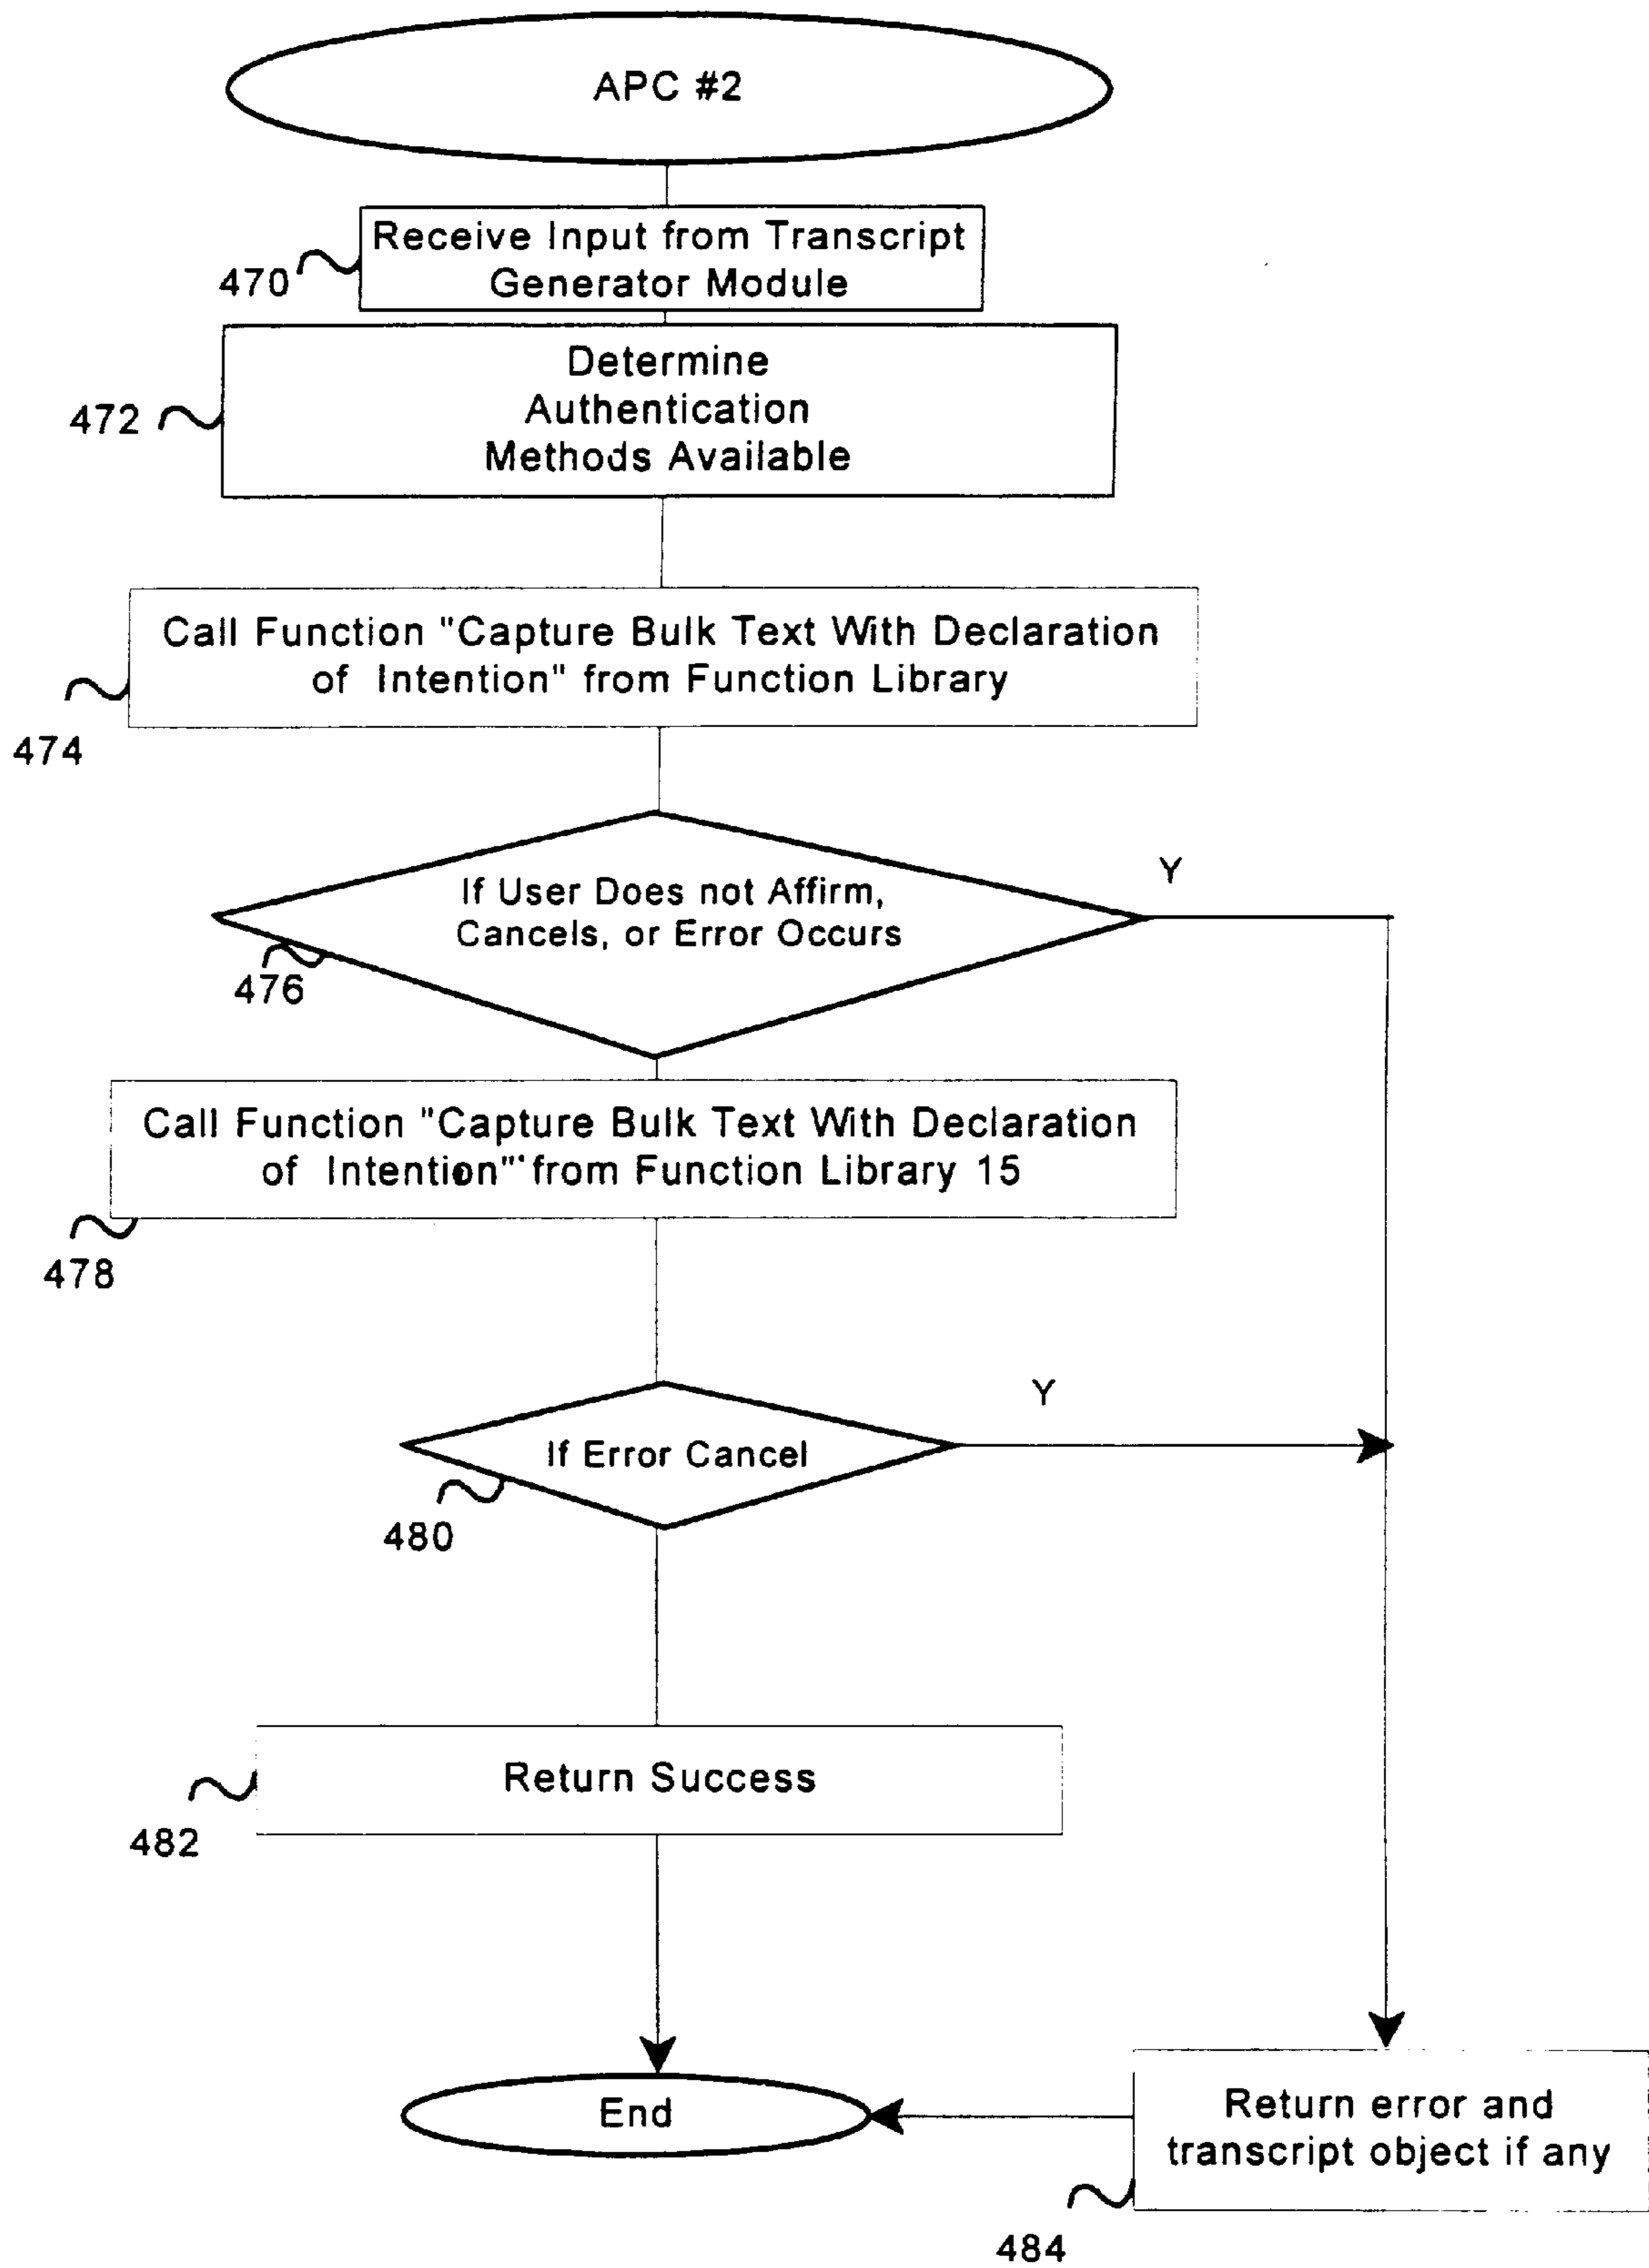 APC #2
Receive Input from Transcript
Generator Module
470
Determine
Authentication
Methods Available
472
Call Function "Capture Bulk Text With Declaration
of Intention" from Function Library
474
Y
If User Does not Affirm,
Cancels, or Error Occurs
476
Call Function "Capture Bulk Text With Declaration
of Intention" from Function Library 15
478
Y
If Error Cancel
480
Return Success
482
End
Return error and
transcript object if any
484